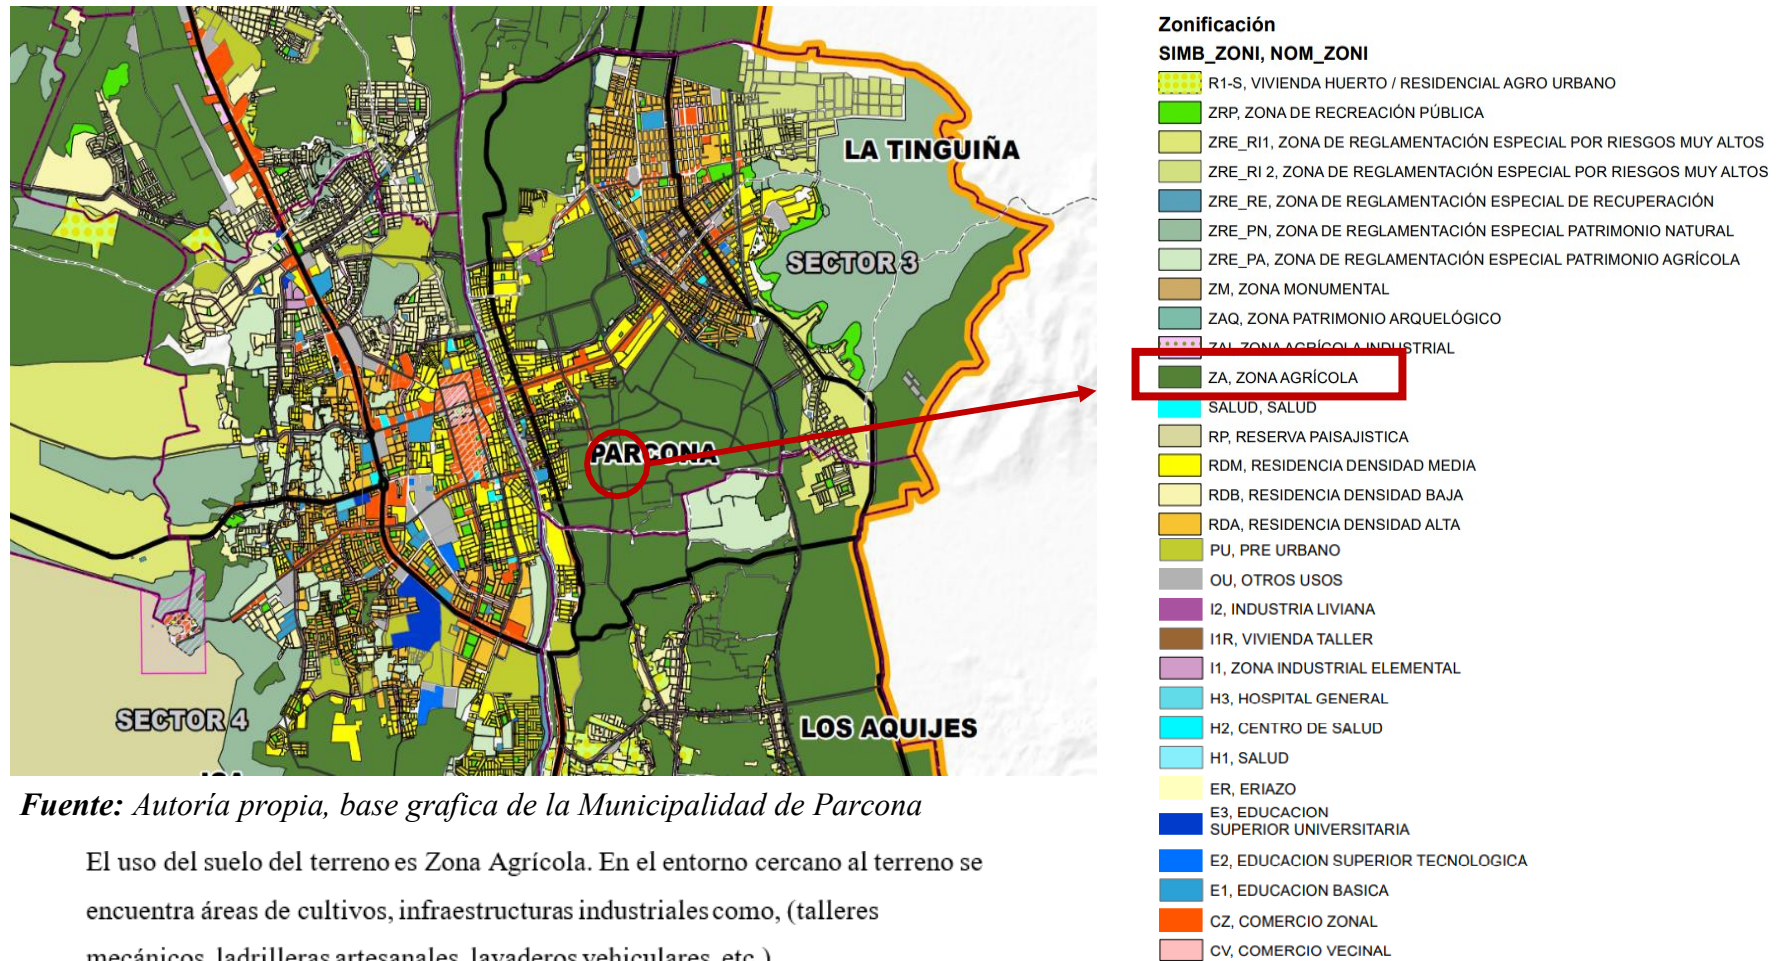 LA TINGUIÑA
SECTOR 3
PARCONA
SECTOR 4
LOS AQUIJES
Fuente: Autoría propia, base grafica de la Municipalidad de Parcona
El uso del suelo del terreno es Zona Agrícola. En el entorno cercano al terreno se
encuentra áreas de cultivos, infraestructuras industriales como, (talleres
mecánicos, ladrilleras artesanales, lavaderos vehiculares, etc.)
Zonificación
SIMB_ZONI, NOM_ZONI
R1-S, VIVIENDA HUERTO / RESIDENCIAL AGRO URBANO
ZRP, ZONA DE RECREACIÓN PÚBLICA
ZRE_RI1, ZONA DE REGLAMENTACIÓN ESPECIAL POR RIESGOS MUY ALTOS
ZRE_RI 2, ZONA DE REGLAMENTACIÓN ESPECIAL POR RIESGOS MUY ALTOS
ZRE_RE, ZONA DE REGLAMENTACIÓN ESPECIAL DE RECUPERACIÓN
ZRE_PN, ZONA DE REGLAMENTACIÓN ESPECIAL PATRIMONIO NATURAL
ZRE_PA, ZONA DE REGLAMENTACIÓN ESPECIAL PATRIMONIO AGRÍCOLA
ZM, ZONA MONUMENTAL
ZAQ, ZONA PATRIMONIO ARQUELÓGICO
ZAI, ZONA AGRÍCOLA INDUSTRIAL
ZA, ZONA AGRÍCOLA
SALUD, SALUD
RP, RESERVA PAISAJISTICA
RDM, RESIDENCIA DENSIDAD MEDIA
RDB, RESIDENCIA DENSIDAD BAJA
RDA, RESIDENCIA DENSIDAD ALTA
PU, PRE URBANO
OU, OTROS USOS
I2, INDUSTRIA LIVIANA
I1R, VIVIENDA TALLER
I1, ZONA INDUSTRIAL ELEMENTAL
H3, HOSPITAL GENERAL
H2, CENTRO DE SALUD
H1, SALUD
ER, ERIAZO
E3, EDUCACION
SUPERIOR UNIVERSITARIA
E2, EDUCACION SUPERIOR TECNOLOGICA
E1, EDUCACION BASICA
CZ, COMERCIO ZONAL
CV, COMERCIO VECINAL